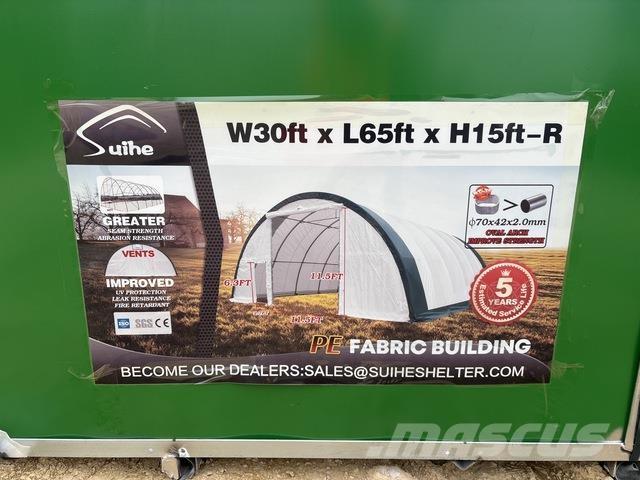 Suihe
W30ft x L65ft x H15ft-R
GREATER
SEAM STRENGTH
ABRASION RESISTANCE
VENTS
IMPROVED
UV PROTECTION
LEAK RESISTANCE
FIRE RETARDANT
ISO SGS CE
>
ϕ70x42x2.0mm
OVAL ARCH
IMPROVE STRENGTH
6.5FT
11.5FT
11.5FT
5
YEARS
Estimated Service Life
PE FABRIC BUILDING
BECOME OUR DEALERS:SALES@SUIHESHELTER.COM
MASCUS